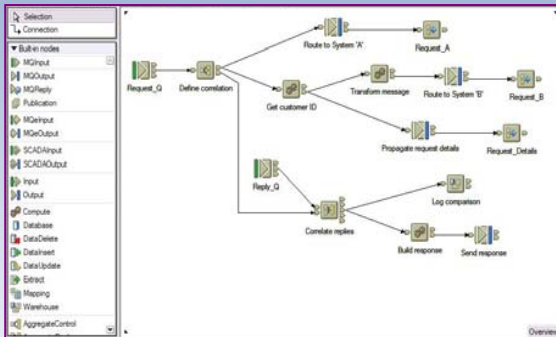 Selection
Connection
Built-in nodes
MQInput
MQOutput
MQReply
Publication
MQeInput
MQeOutput
SCADAInput
SCADAOutput
Input
Output
Compute
Database
DataDelete
DataInsert
DataUpdate
Extract
Mapping
Warehouse
AggregateControl
Route to System 'A'
Request_A
Request_Q
Define correlation
Get customer ID
Transform message
Route to System 'B'
Request_B
Propagate request details
Request_Details
Reply_Q
Correlate replies
Log comparison
Build response
Send response
Overview